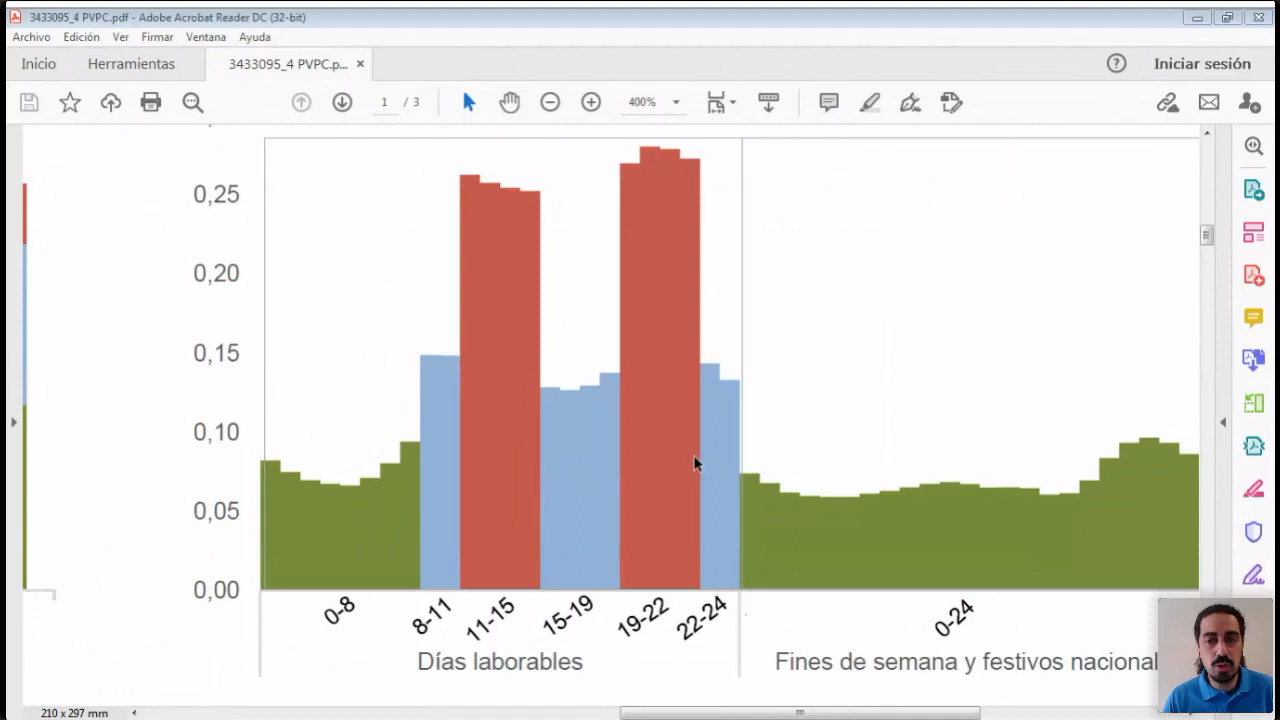 3433095_4 PVPC.pdf - Adobe Acrobat Reader DC (32-bit)
Archivo Edición Ver Firmar Ventana Ayuda
Inicio Herramientas 3433095_4 PVPC.p... × Iniciar sesión
1 / 3 400%
0,25
0,20
0,15
0,10
0,05
0,00
0-8 8-11 11-15 15-19 19-22 22-24 0-24
Días laborables Fines de semana y festivos nacional
210 x 297 mm